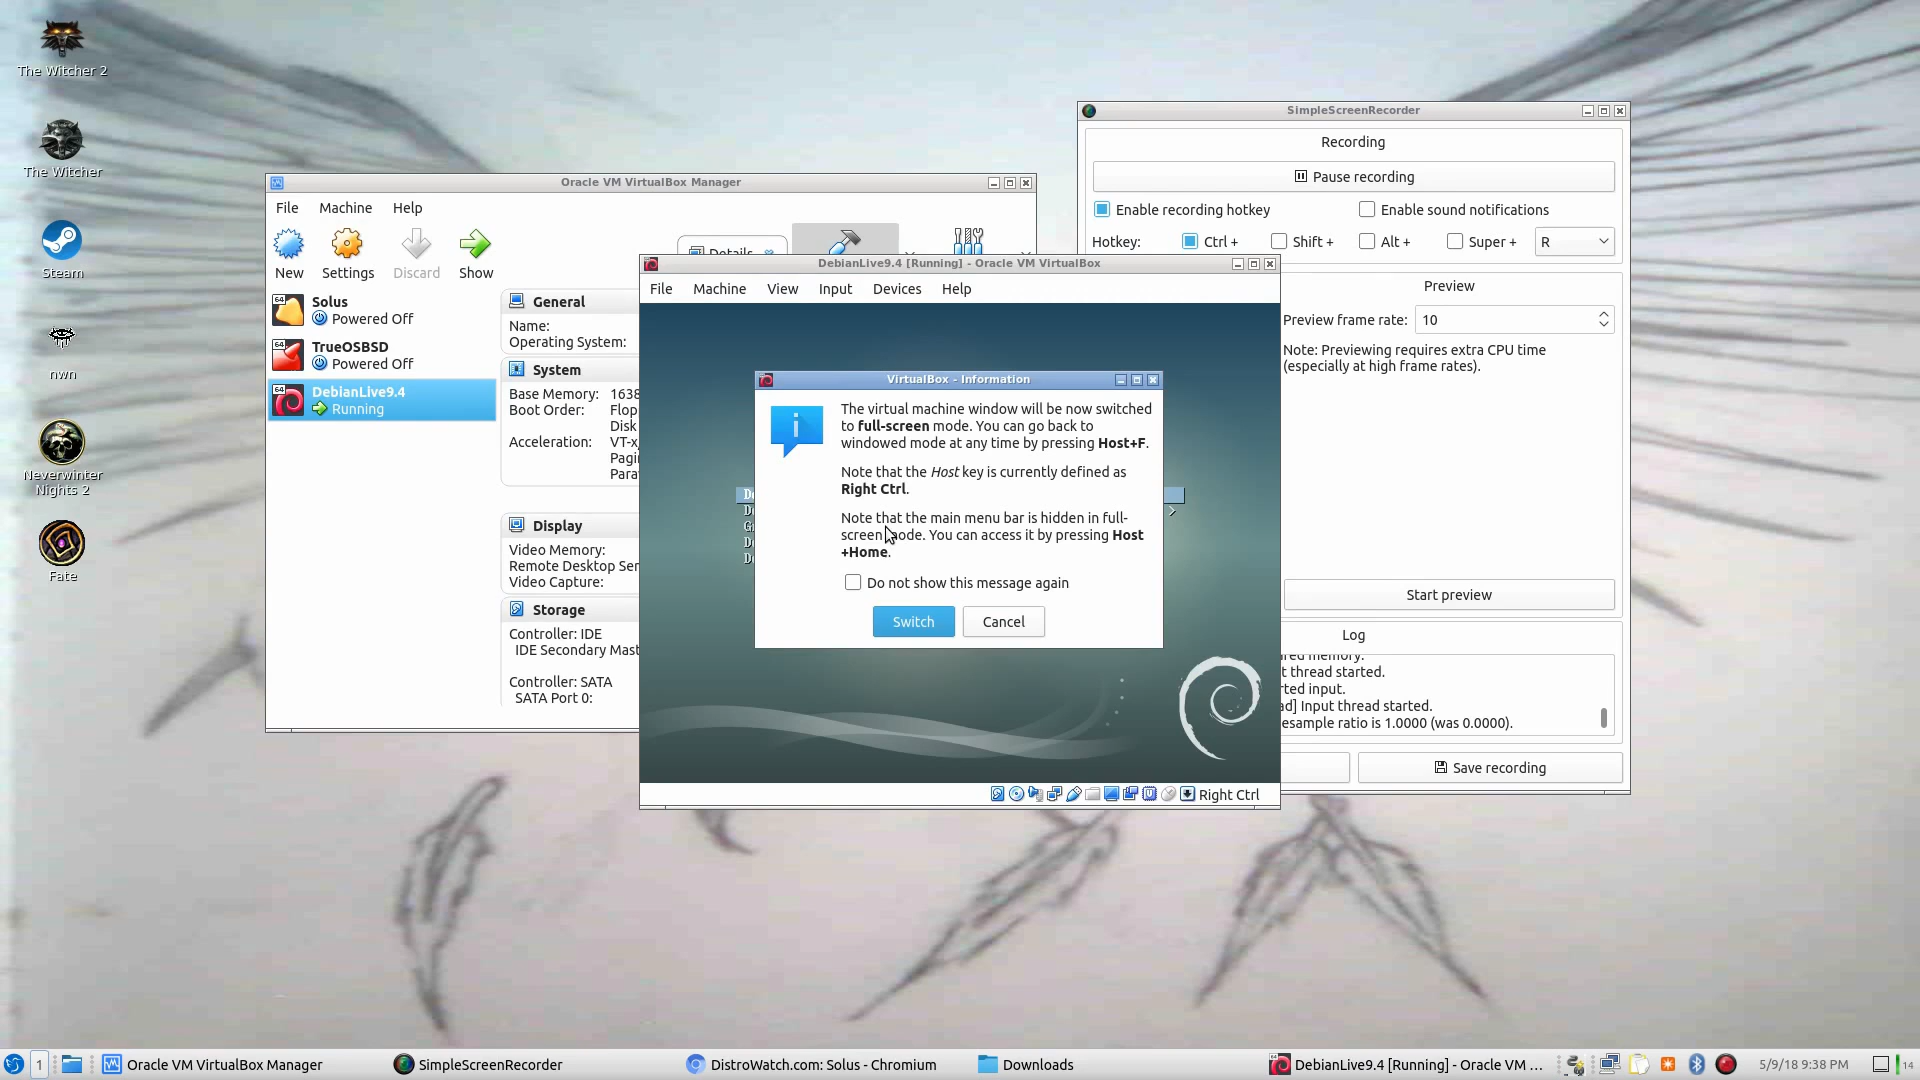 The Witcher 2
The Witcher
Steam
nwn
Neverwinter
Nights 2
Fate
Oracle VM VirtualBox Manager
File Machine Help
New Settings Discard Show
Details
Solus
Powered Off
TrueOSBSD
Powered Off
DebianLive9.4
Running
64
64
64
General
Name:
Operating System:
System
Base Memory: 1638
Boot Order: Flop
Disk
Acceleration: VT-x
Pagi
Para
Display
Video Memory:
Remote Desktop Ser
Video Capture:
Storage
Controller: IDE
IDE Secondary Mast
Controller: SATA
SATA Port 0:
DebianLive9.4 [Running] - Oracle VM VirtualBox
File Machine View Input Devices Help
VirtualBox - Information
The virtual machine window will be now switched
to full-screen mode. You can go back to
windowed mode at any time by pressing Host+F.
Note that the Host key is currently defined as
Right Ctrl.
Note that the main menu bar is hidden in full-
screen mode. You can access it by pressing Host
+Home.
Do not show this message again
Switch Cancel
Right Ctrl
SimpleScreenRecorder
Recording
Pause recording
Enable recording hotkey Enable sound notifications
Hotkey: Ctrl + Shift + Alt + Super + R
Preview
Preview frame rate: 10
Note: Previewing requires extra CPU time
(especially at high frame rates).
Start preview
Log
red memory.
t thread started.
rted input.
ad] Input thread started.
esample ratio is 1.0000 (was 0.0000).
Save recording
1 Oracle VM VirtualBox Manager SimpleScreenRecorder DistroWatch.com: Solus - Chromium Downloads DebianLive9.4 [Running] - Oracle VM ... 5/9/18 9:38 PM 14